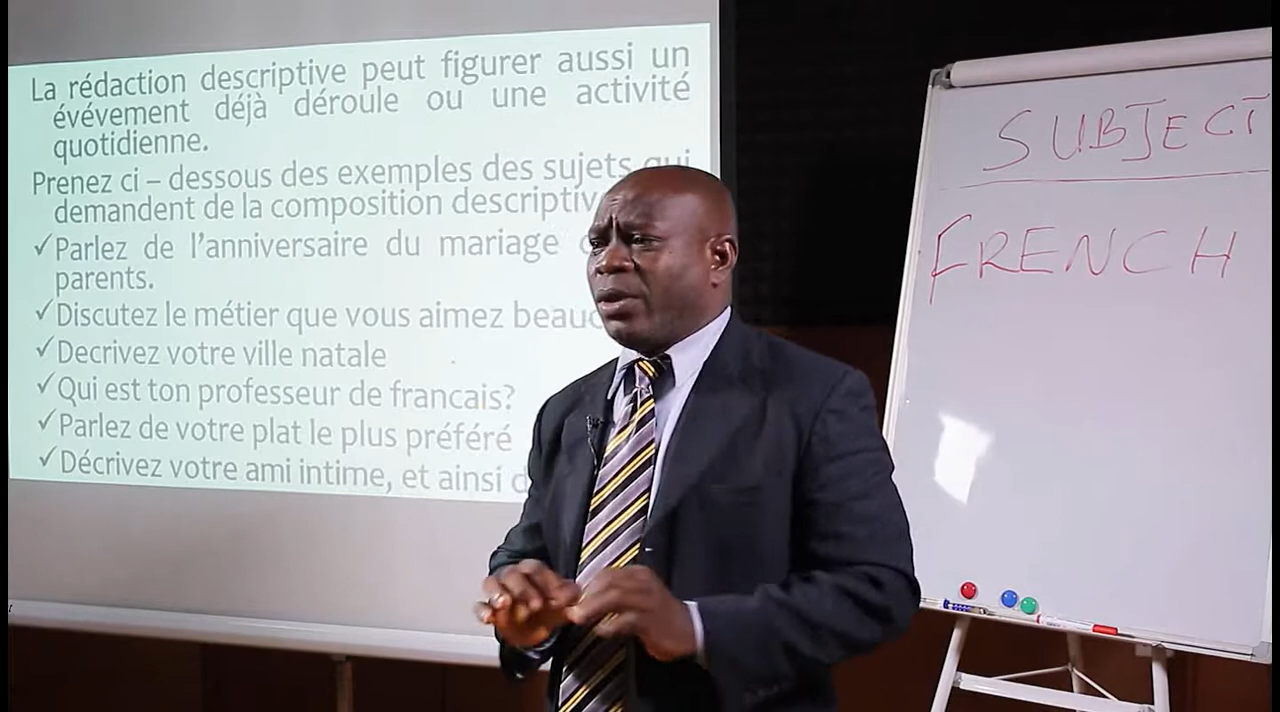 La rédaction descriptive peut figurer aussi un
évévement déjà déroule ou une activité
quotidienne.
Prenez ci – dessous des exemples des sujets qui
demandent de la composition
✓Parlez de l'anniversaire du mariage
parents.
✓Discutez le métier que vous aimez
✓Decrivez votre ville natale
✓Qui est ton professeur de francais?
✓Parlez de votre plat le plus préféré
✓Décrivez votre ami intime, et ainsi
SUBJECT
FRENCH